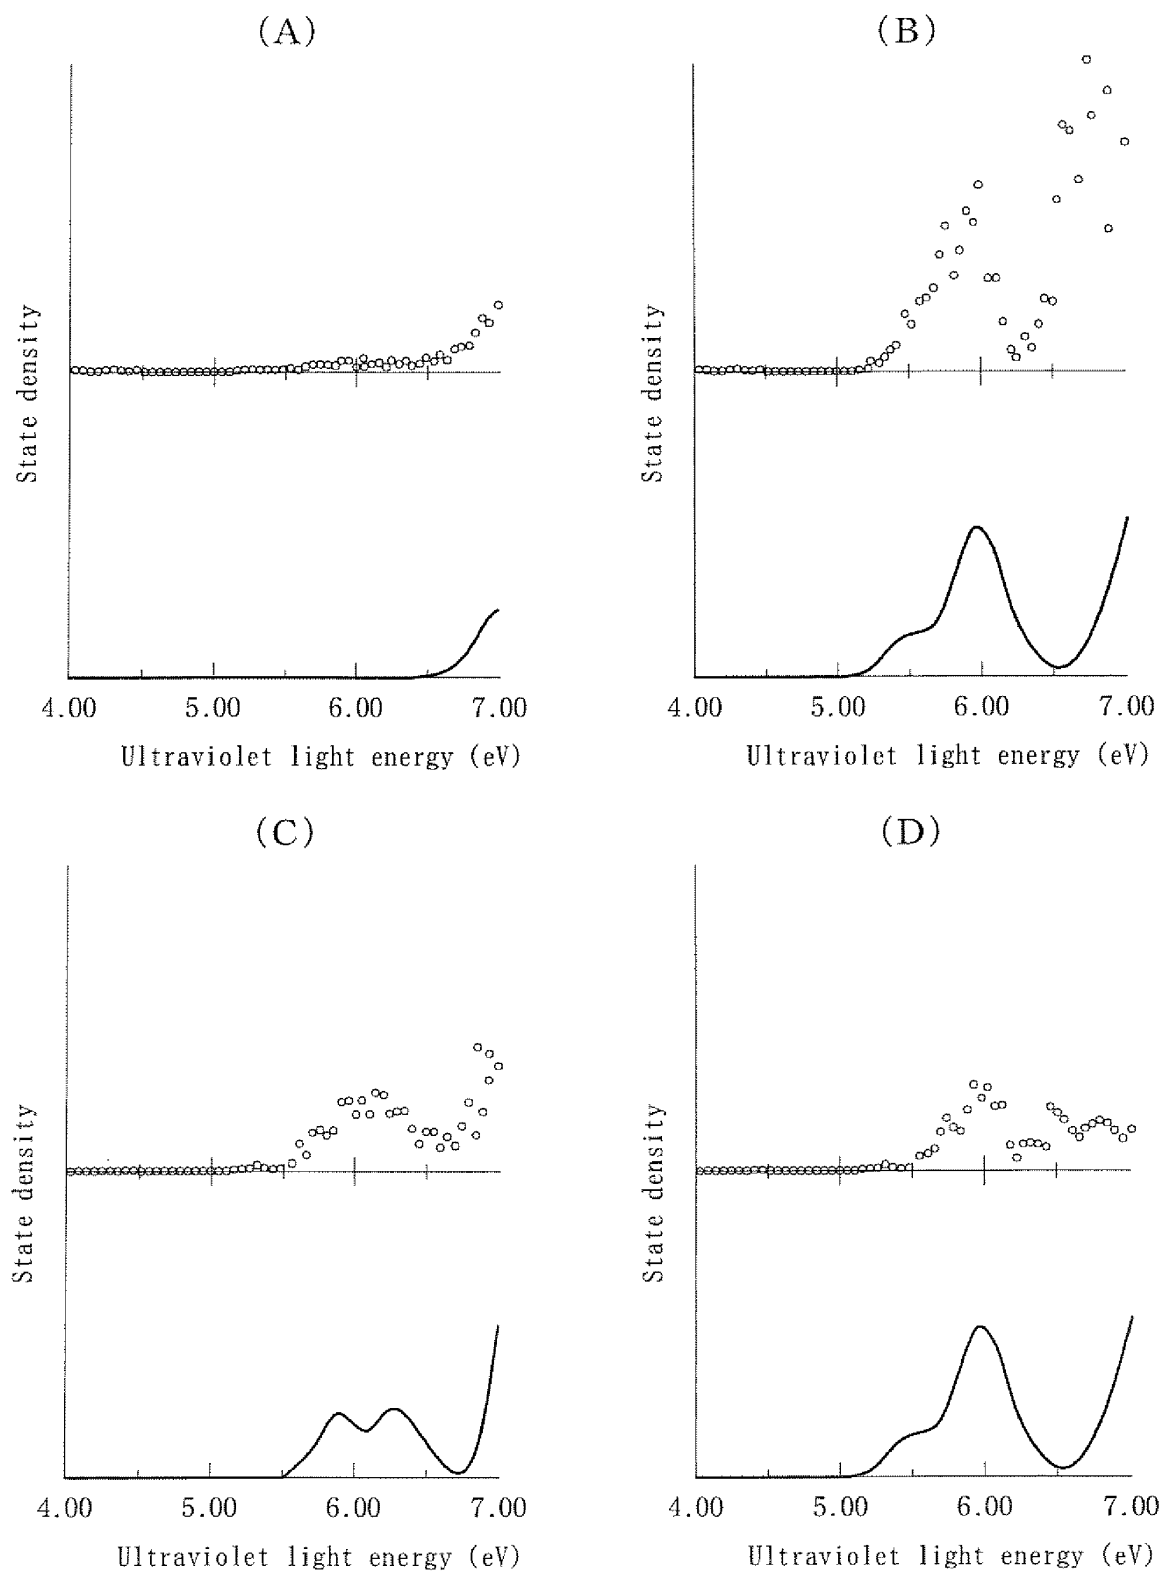 (A)
State density
4.00 5.00 6.00 7.00
Ultraviolet light energy (eV)
(B)
State density
4.00 5.00 6.00 7.00
Ultraviolet light energy (eV)
(C)
State density
4.00 5.00 6.00 7.00
Ultraviolet light energy (eV)
(D)
State density
4.00 5.00 6.00 7.00
Ultraviolet light energy (eV)